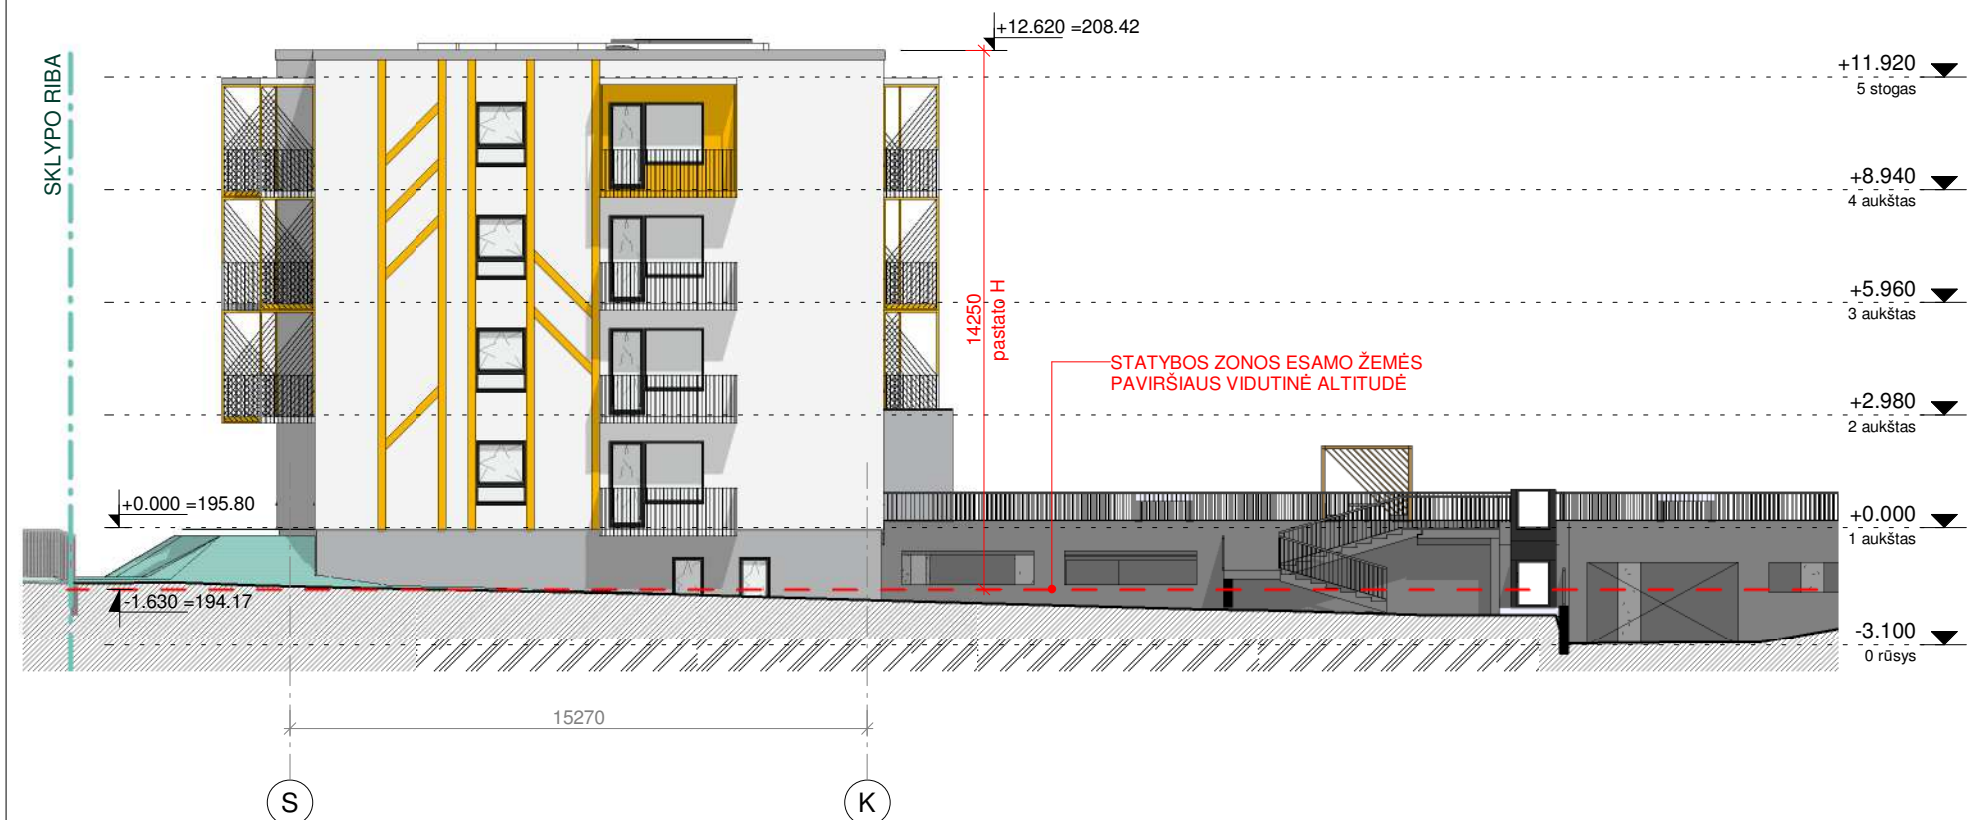 +12.620 =208.42
SKLYPO RIBA
+11.920
5 stogas
+8.940
4 aukštas
+5.960
3 aukštas
14250
pastato H
STATYBOS ZONOS ESAMO ŽEMĖS
PAVIRŠIAUS VIDUTINĖ ALTITUDĖ
+2.980
2 aukštas
+0.000 =195.80
+0.000
1 aukštas
-1.630 =194.17
-3.100
0 rūsys
15270
S
K